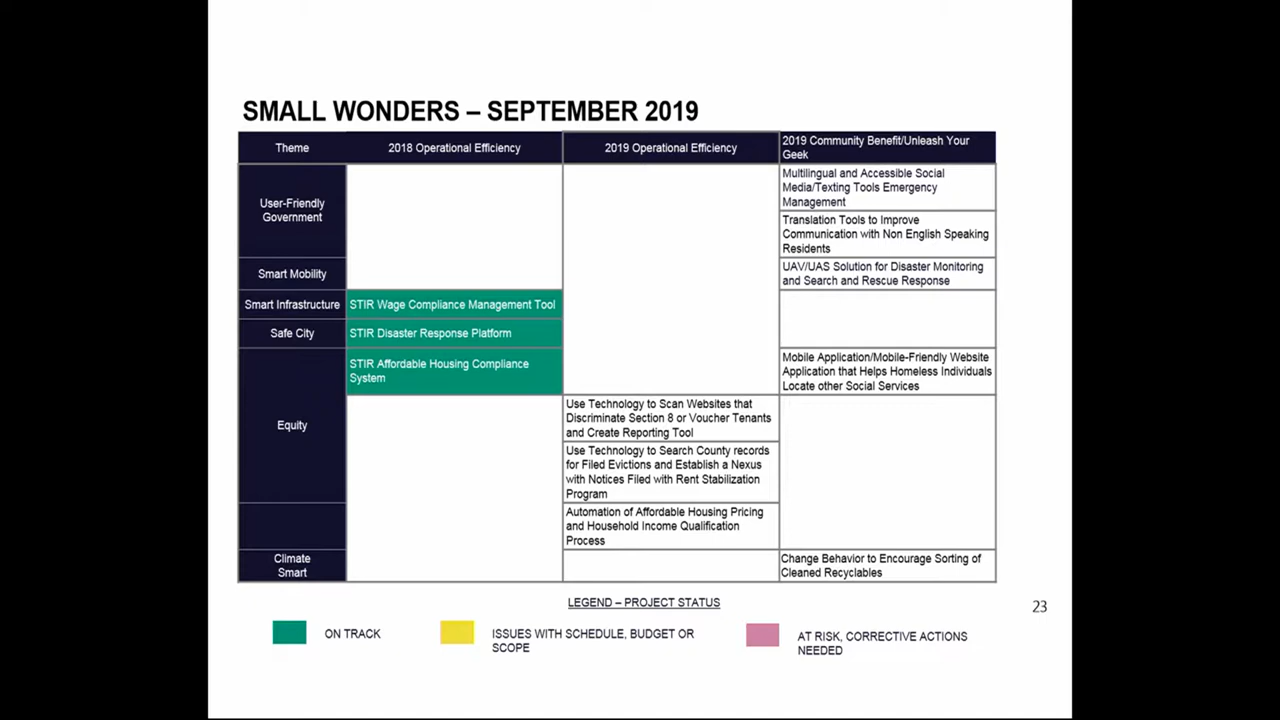 SMALL WONDERS – SEPTEMBER 2019
Theme
2018 Operational Efficiency
2019 Operational Efficiency
2019 Community Benefit/Unleash Your
Geek
User-Friendly
Government
Multilingual and Accessible Social
Media/Texting Tools Emergency
Management
Translation Tools to Improve
Communication with Non English Speaking
Residents
Smart Mobility
UAV/UAS Solution for Disaster Monitoring
and Search and Rescue Response
Smart Infrastructure
STIR Wage Compliance Management Tool
Safe City
STIR Disaster Response Platform
Equity
STIR Affordable Housing Compliance
System
Mobile Application/Mobile-Friendly Website
Application that Helps Homeless Individuals
Locate other Social Services
Use Technology to Scan Websites that
Discriminate Section 8 or Voucher Tenants
and Create Reporting Tool
Use Technology to Search County records
for Filed Evictions and Establish a Nexus
with Notices Filed with Rent Stabilization
Program
Automation of Affordable Housing Pricing
and Household Income Qualification
Process
Climate
Smart
Change Behavior to Encourage Sorting of
Cleaned Recyclables
LEGEND – PROJECT STATUS
23
ON TRACK
ISSUES WITH SCHEDULE, BUDGET OR
SCOPE
AT RISK, CORRECTIVE ACTIONS
NEEDED